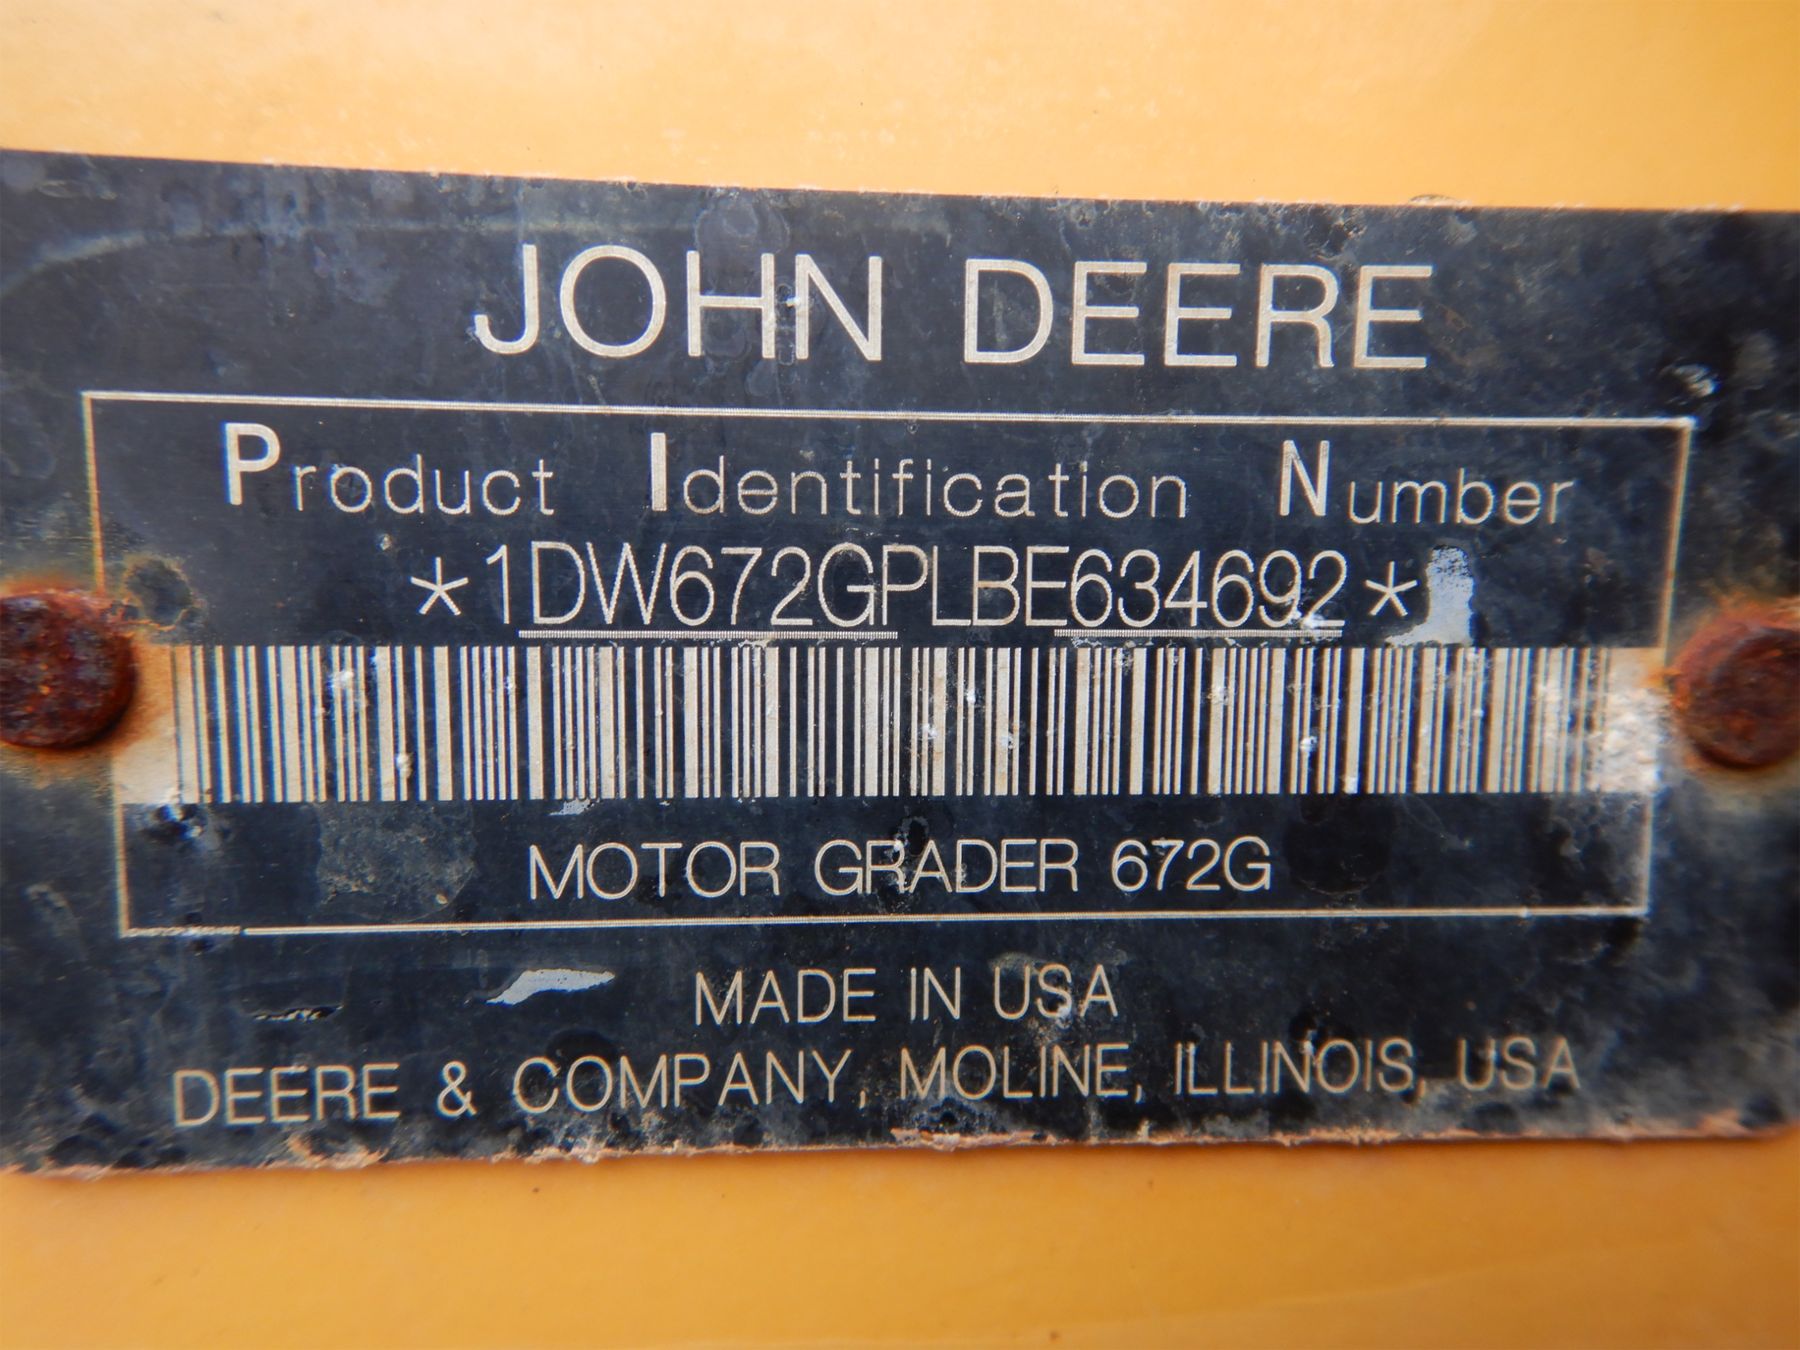 JOHN DEERE
Product Identification Number
*1DW672GPLBE634692*
MOTOR GRADER 672G
MADE IN USA
DEERE & COMPANY, MOLINE, ILLINOIS, USA